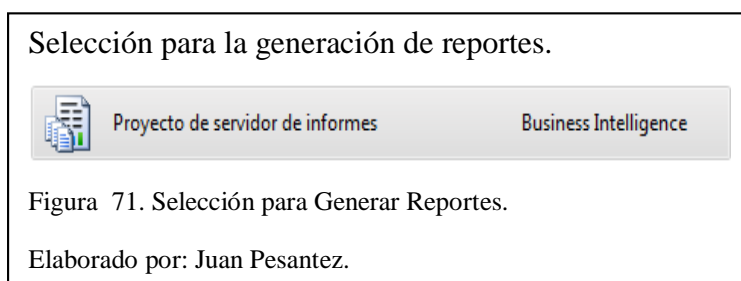 Selección para la generación de reportes.
Proyecto de servidor de informes Business Intelligence
Figura 71. Selección para Generar Reportes.
Elaborado por: Juan Pesantez.